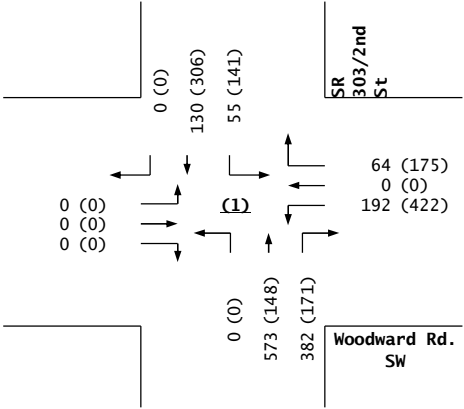 0 (0)
130 (306)
55 (141)
SR
303/2nd
St
64 (175)
0 (0)
192 (422)
0 (0)
0 (0)
0 (0)
(1)
0 (0)
573 (148)
382 (171)
Woodward Rd.
SW